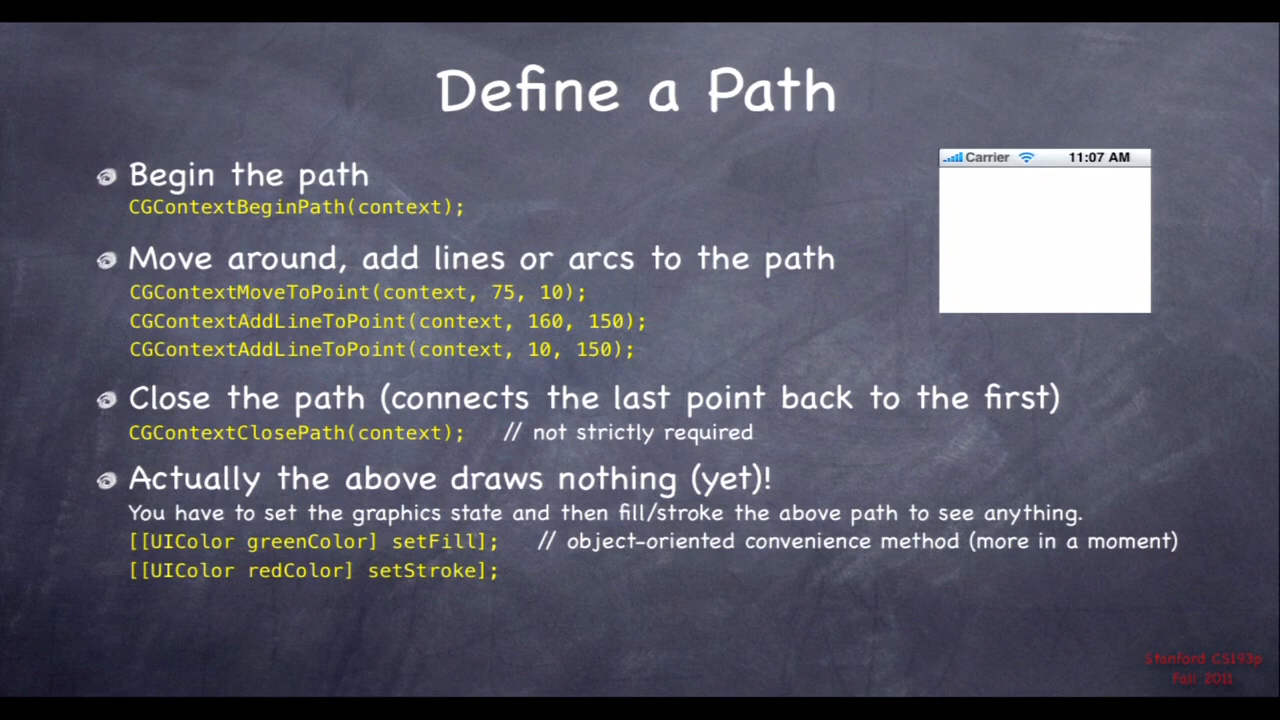 Define a Path
Begin the path
CGContextBeginPath(context);
Move around, add lines or arcs to the path
CGContextMoveToPoint(context, 75, 10);
CGContextAddLineToPoint(context, 160, 150);
CGContextAddLineToPoint(context, 10, 150);
Close the path (connects the last point back to the first)
CGContextClosePath(context); // not strictly required
Actually the above draws nothing (yet)!
You have to set the graphics state and then fill/stroke the above path to see anything.
[[UIColor greenColor] setFill]; // object-oriented convenience method (more in a moment)
[[UIColor redColor] setStroke];
Carrier 11:07 AM
Stanford CS193p
Fall 2011